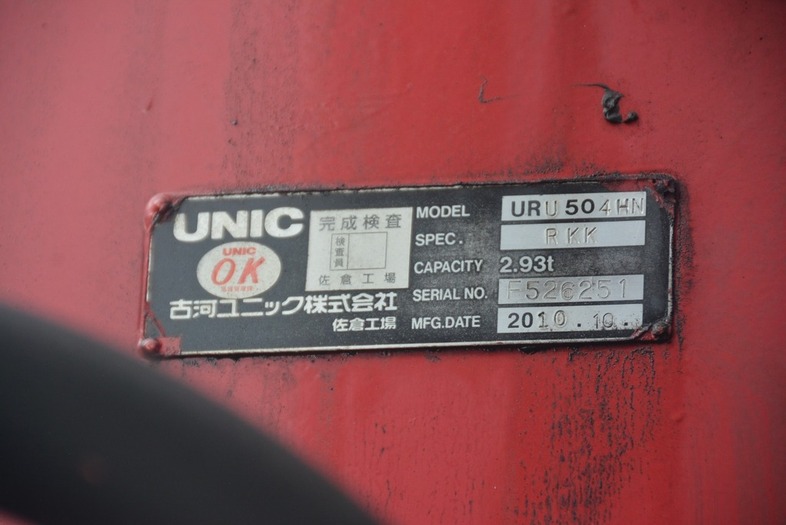 UNIC
UNIC
OK
完成検査
検査員
佐倉工場
古河ユニック株式会社
佐倉工場
MODEL URU504HN
SPEC. RKK
CAPACITY 2.93t
SERIAL NO. F526251
MFG.DATE 2010.10.